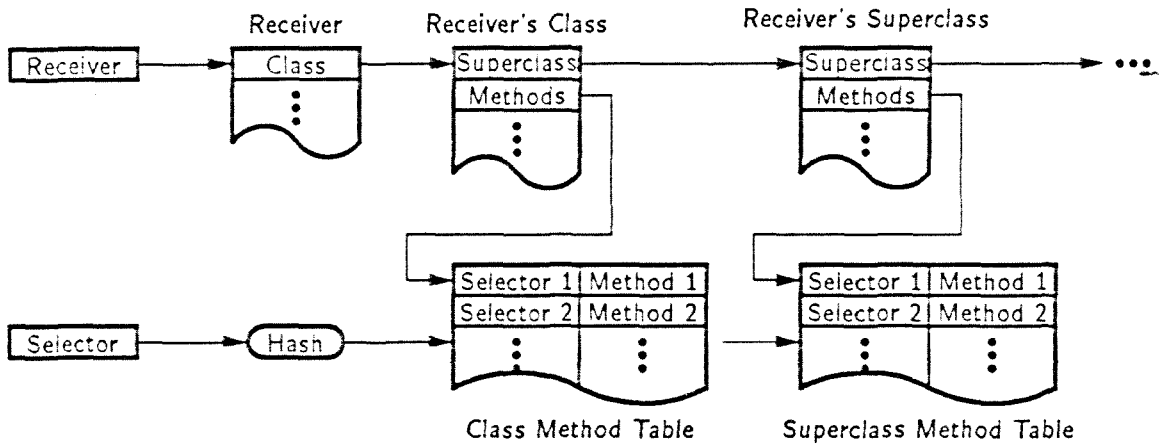 Receiver
Receiver's Class
Receiver's Superclass
Receiver
Class
Superclass
Superclass
Methods
Methods
Selector 1 Method 1
Selector 1 Method 1
Selector 2 Method 2
Selector 2 Method 2
Selector
Hash
Class Method Table
Superclass Method Table